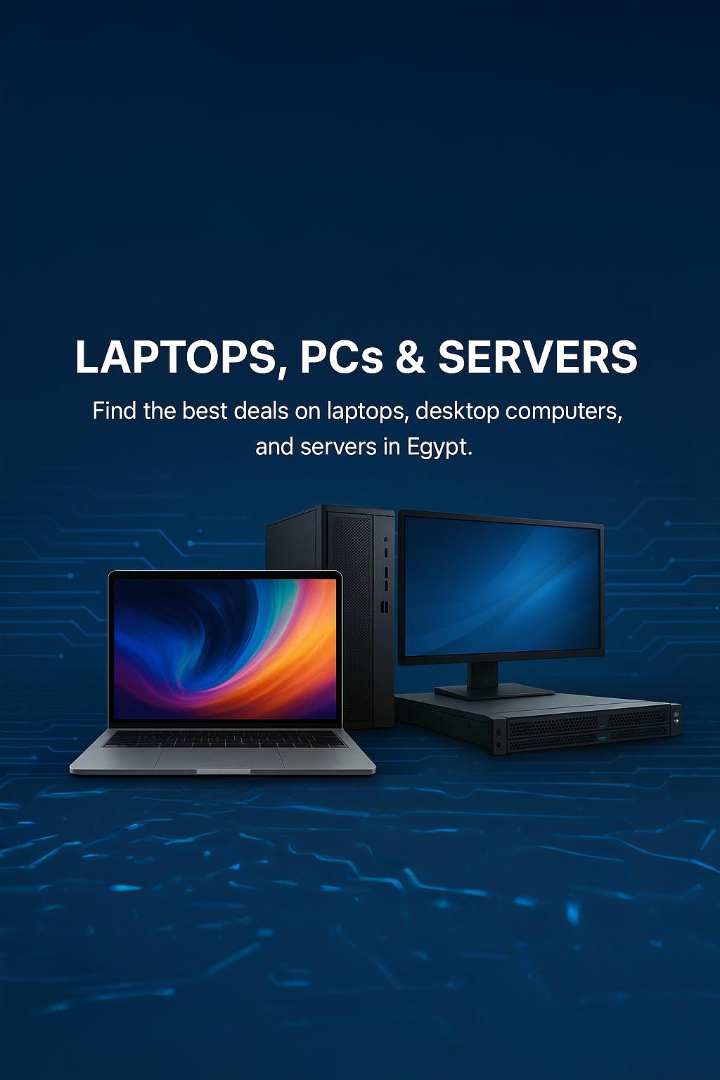 LAPTOPS, PCs & SERVERS
Find the best deals on laptops, desktop computers,
and servers in Egypt.